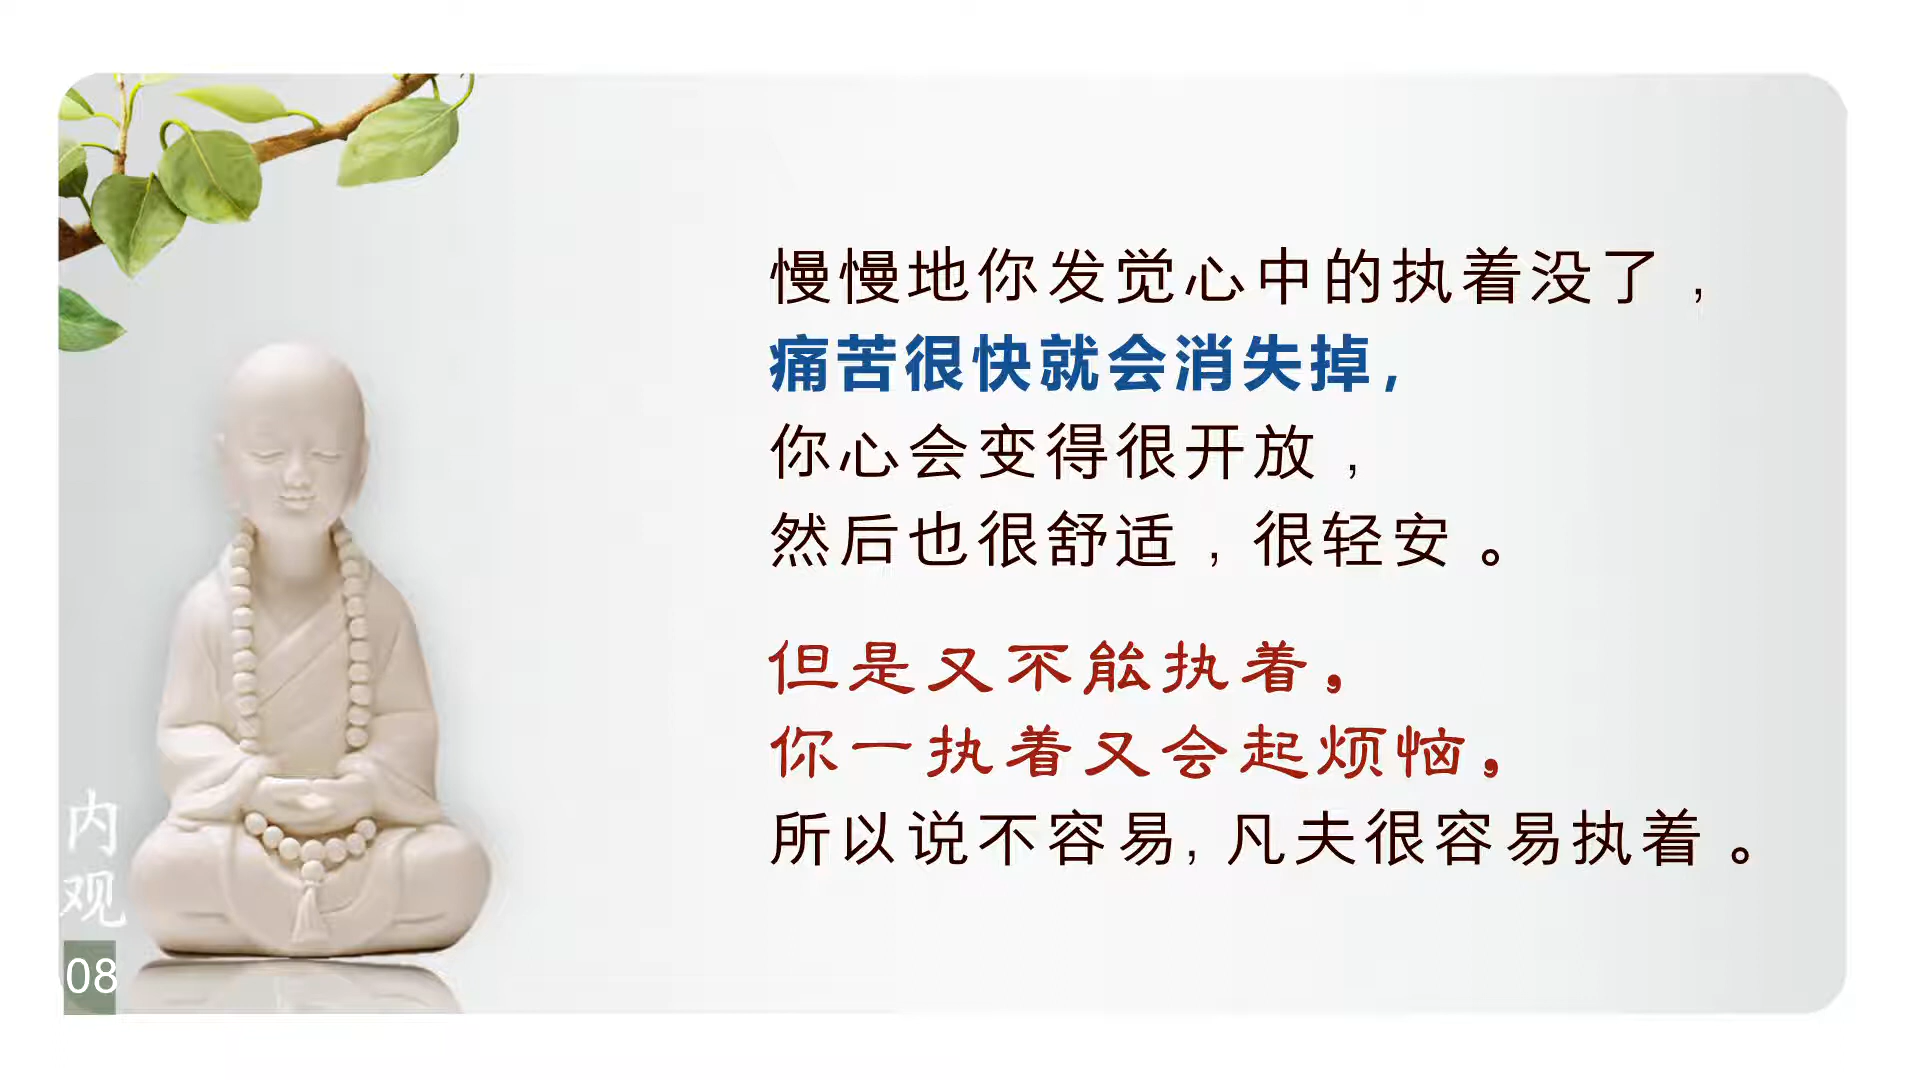 慢慢地你发觉心中的执着没了，
痛苦很快就会消失掉，
你心会变得很开放，
然后也很舒适，很轻安。
但是又不能执着，
你一执着又会起烦恼，
所以说不容易，凡夫很容易执着。
内观
08